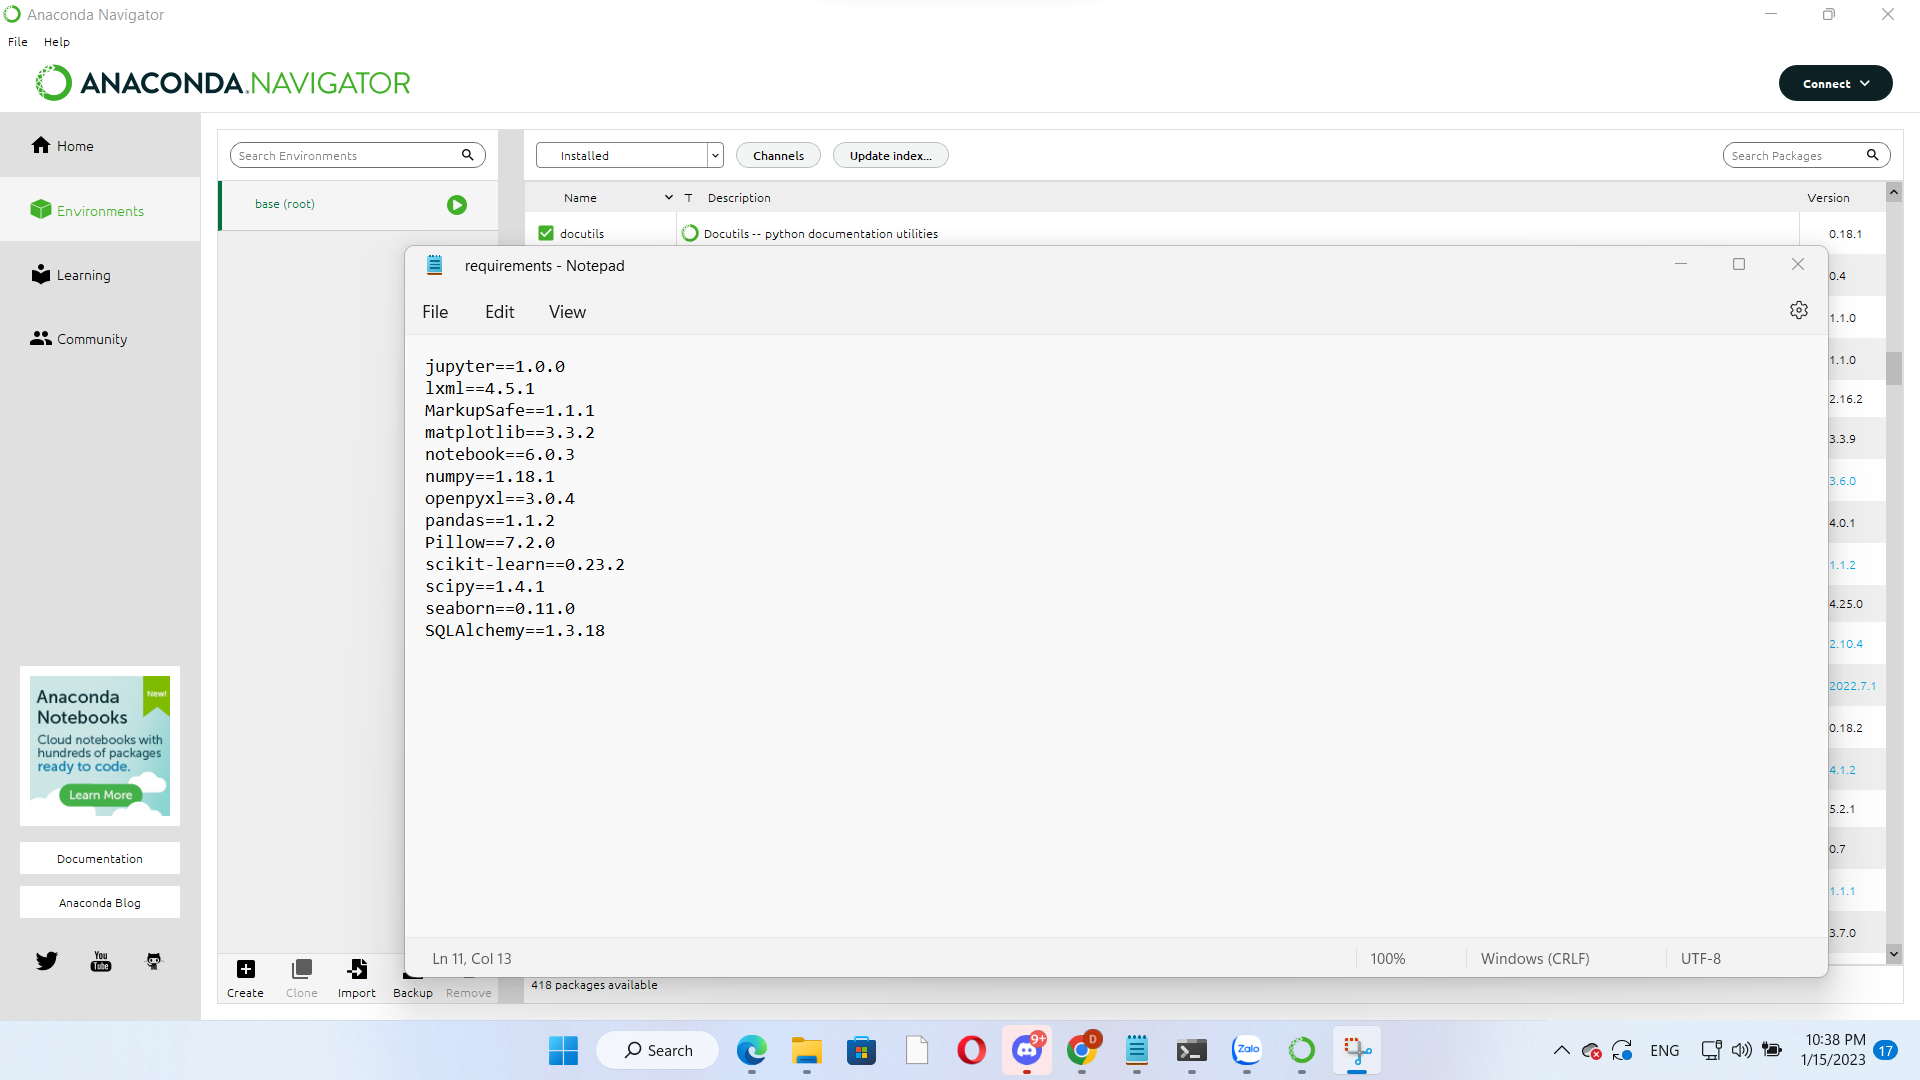 Anaconda Navigator
File Help
ANACONDA.NAVIGATOR
Connect
Home
Environments
Learning
Community
Anaconda
Notebooks
New!
Cloud notebooks with
hundreds of packages
ready to code.
Learn More
Documentation
Anaconda Blog
You
Tube
Search Environments
base (root)
Create Clone Import Backup Remove
Installed
Channels
Update index...
Search Packages
Name T Description Version
docutils Docutils -- python documentation utilities 0.18.1
requirements - Notepad
File Edit View
jupyter==1.0.0
lxml==4.5.1
MarkupSafe==1.1.1
matplotlib==3.3.2
notebook==6.0.3
numpy==1.18.1
openpyxl==3.0.4
pandas==1.1.2
Pillow==7.2.0
scikit-learn==0.23.2
scipy==1.4.1
seaborn==0.11.0
SQLAlchemy==1.3.18
Ln 11, Col 13 100% Windows (CRLF) UTF-8
0.4
1.1.0
1.1.0
2.16.2
3.3.9
3.6.0
4.0.1
1.1.2
4.25.0
2.10.4
2022.7.1
0.18.2
4.1.2
5.2.1
0.7
1.1.1
3.7.0
418 packages available
Search
9+
D
Zalo
ENG
10:38 PM
1/15/2023
17